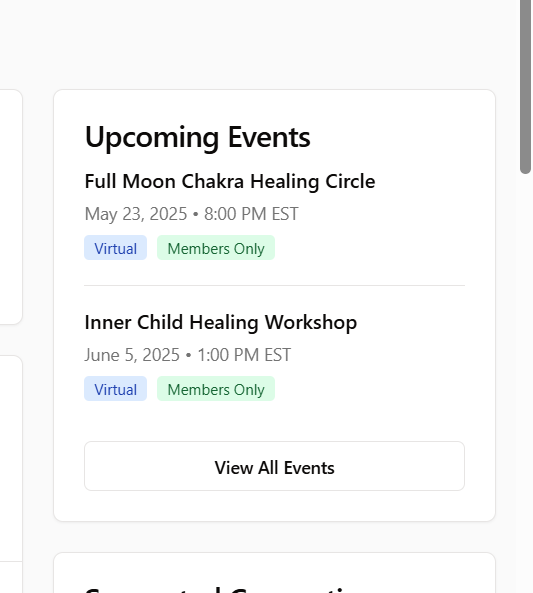 Upcoming Events
Full Moon Chakra Healing Circle
May 23, 2025 • 8:00 PM EST
Virtual Members Only
Inner Child Healing Workshop
June 5, 2025 • 1:00 PM EST
Virtual Members Only
View All Events